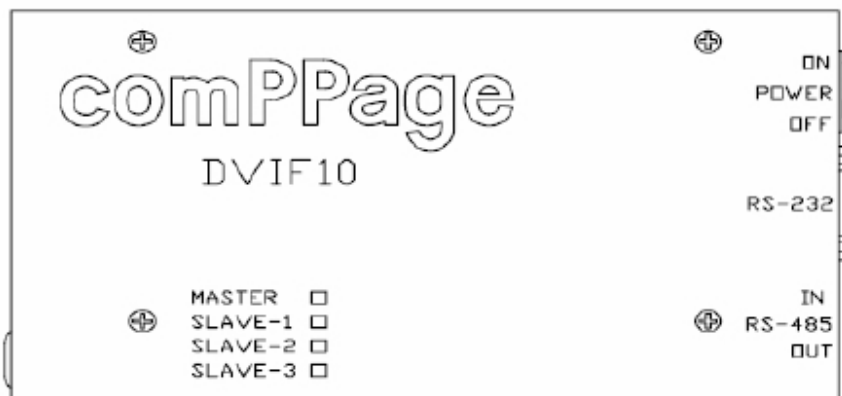 comPPage
DVIF10
ON
POWER
OFF
RS-232
MASTER
SLAVE-1
SLAVE-2
SLAVE-3
IN
RS-485
OUT